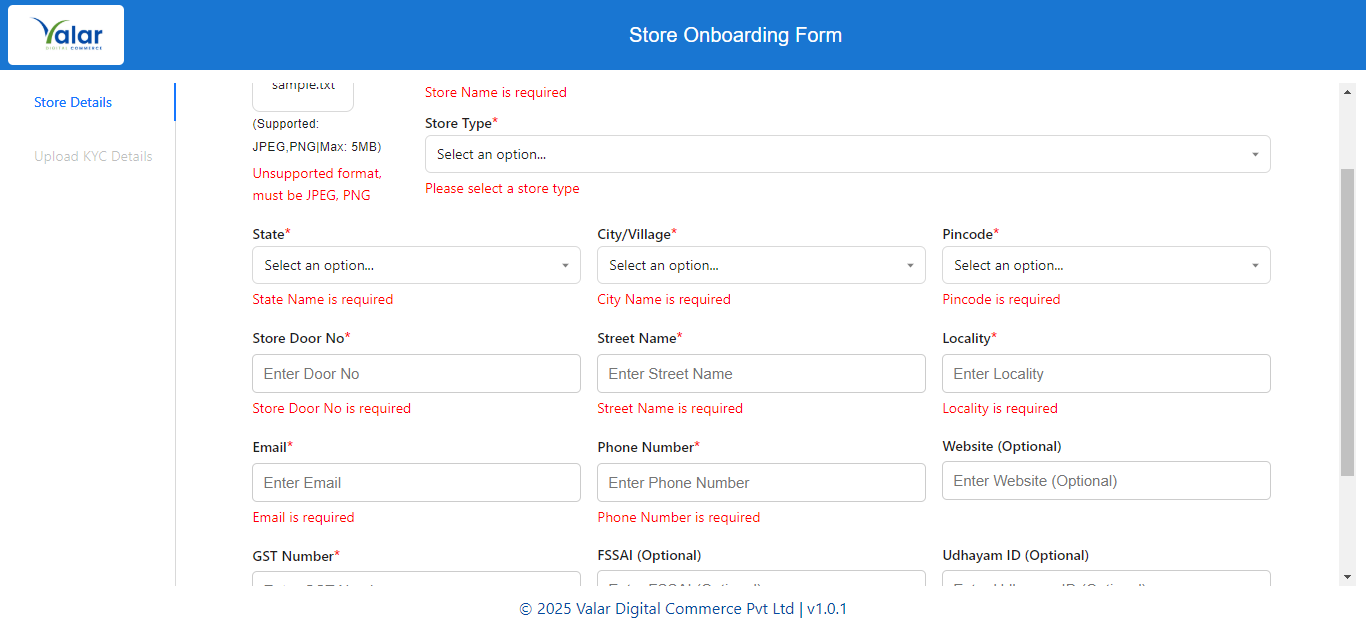 Valar
DIGITAL COMMERCE
Store Onboarding Form
Store Details
Upload KYC Details
sample.txt
(Supported:
JPEG,PNG|Max: 5MB)
Unsupported format,
must be JPEG, PNG
Store Name is required
Store Type*
Select an option...
Please select a store type
State* City/Village* Pincode*
Select an option... Select an option... Select an option...
State Name is required City Name is required Pincode is required
Store Door No* Street Name* Locality*
Enter Door No Enter Street Name Enter Locality
Store Door No is required Street Name is required Locality is required
Email* Phone Number* Website (Optional)
Enter Email Enter Phone Number Enter Website (Optional)
Email is required Phone Number is required
GST Number* FSSAI (Optional) Udhayam ID (Optional)
© 2025 Valar Digital Commerce Pvt Ltd | v1.0.1